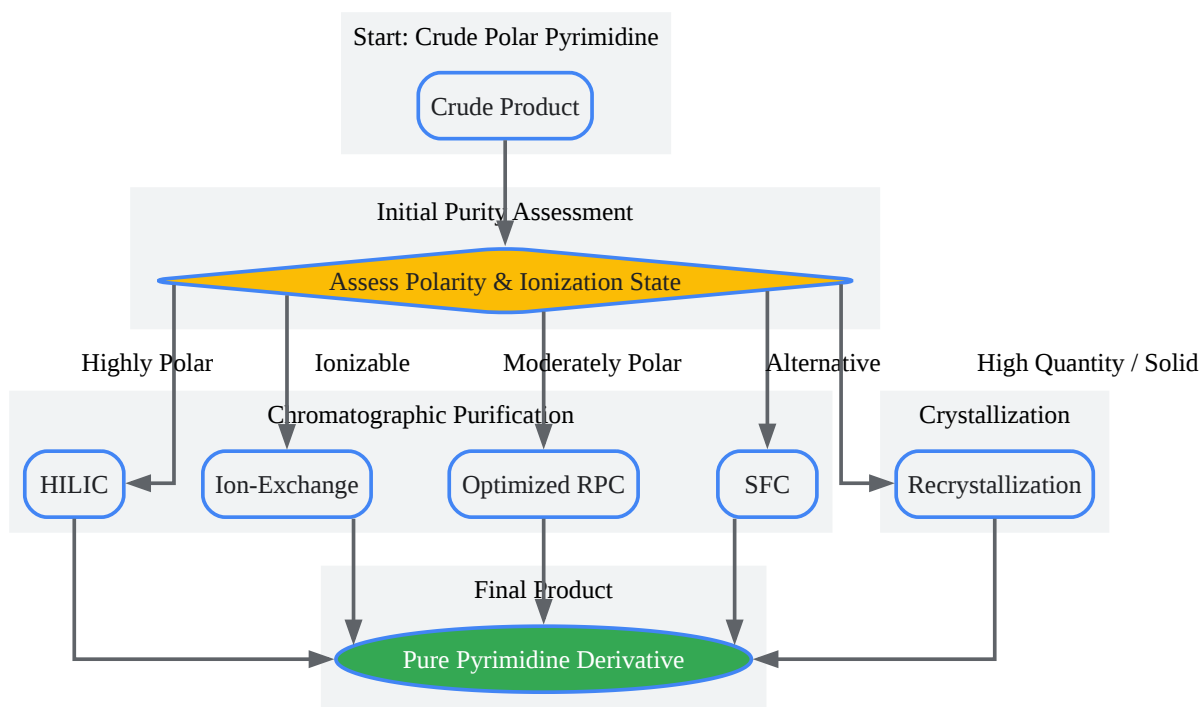 Start: Crude Polar Pyrimidine
Crude Product
Initial Purity Assessment
Assess Polarity & Ionization State
Highly Polar
Ionizable
Moderately Polar
Alternative
High Quantity / Solid
Chromatographic Purification
Crystallization
HILIC
Ion-Exchange
Optimized RPC
SFC
Recrystallization
Final Product
Pure Pyrimidine Derivative